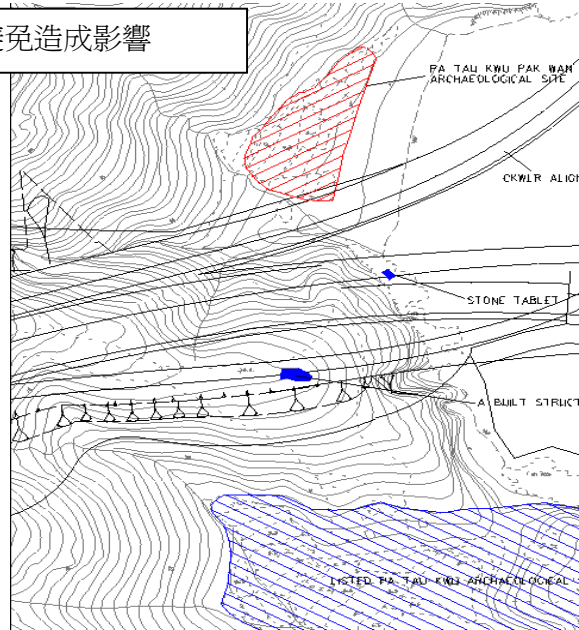 免造成影響
PA TAU KWU PAK WAN
ARCHAEOLOGICAL SITE
CKWLR ALIGN
STONE TABLET
A BUILT STRUCT
LISTED PA TAU KWU ARCHAEOLOGICAL